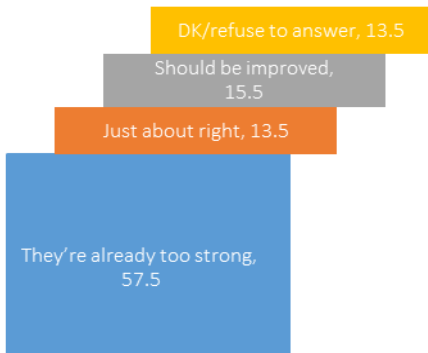 DK/refuse to answer, 13.5
Should be improved,
15.5
Just about right, 13.5
They’re already too strong,
57.5